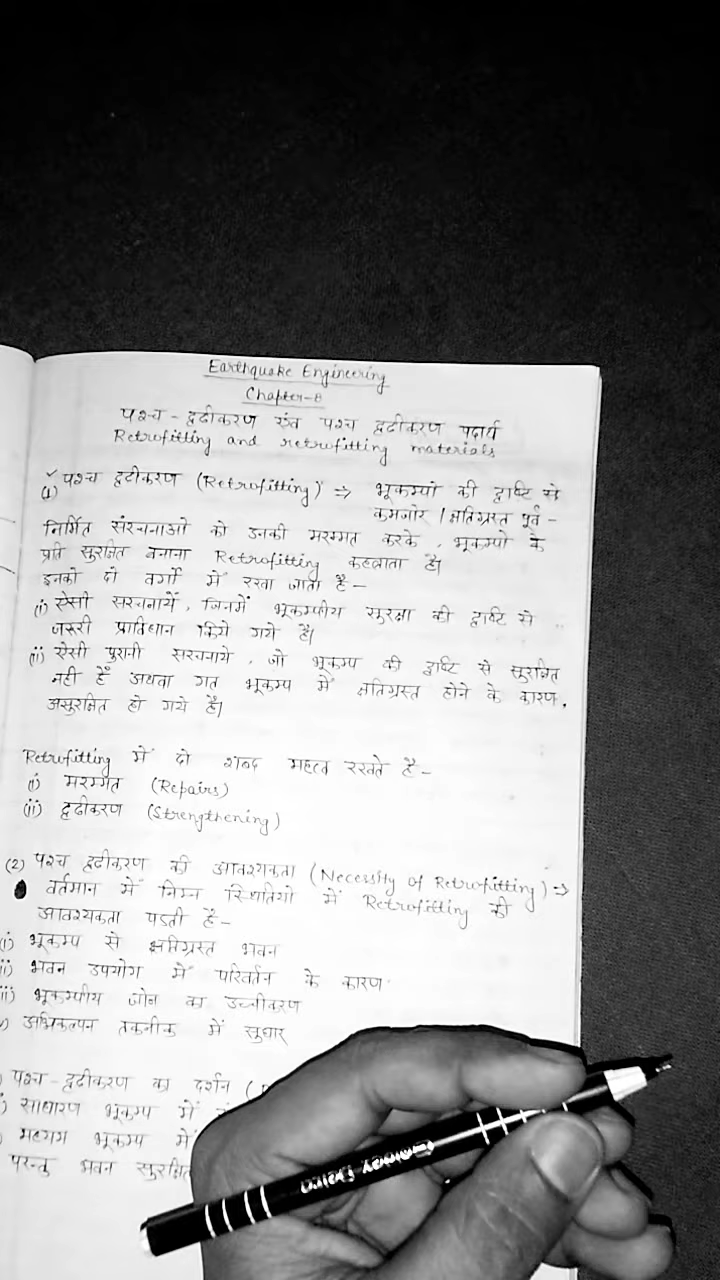 Earthquake Engineering
Chapter-8
पश्च - दृढीकरण एंव पश्च दृढीकरण पदार्थ
Retrofitting and retrofitting materials
(1) पश्च दृढीकरण (Retrofitting) ⇒ भूकम्पों की दृष्टि से
कमजोर / क्षतिग्रस्त पूर्व -
निर्मित संरचनाओं को उनकी मरम्मत करके , भूकम्पों के
प्रति सुरक्षित बनाना Retrofitting कहलाता है।
इनको दो वर्गों में रखा जाता है -
(i) ऐसी सरचनायें , जिनमें भूकम्पीय सुरक्षा की दृष्टि से
जरूरी प्राविधान किये गये है।
(ii) ऐसी पुरानी सरचनाये , जो भूकम्प की दृष्टि से सुरक्षित
नहीं हैं अथवा गत भूकम्प में क्षतिग्रस्त होने के कारण ,
असुरक्षित हो गये है।
Retrofitting में दो शब्द महत्व रखते है -
(i) मरम्मत (Repairs)
(ii) दृढीकरण (Strengthening)
(2) पश्च दृढीकरण की आवश्यकता (Necessity of Retrofitting) ⇒
वर्तमान में निम्न स्थितियो में Retrofitting की
आवश्यकता पडती है -
(i) भूकम्प से क्षतिग्रस्त भवन
ii) भवन उपयोग में परिवर्तन के कारण
ii) भूकम्पीय जोन का उच्चीकरण
) अभिकल्पन तकनीक में सुधार
) पश्च - दृढीकरण का दर्शन (
) साधारण भूकम्प में
) मध्यम भूकम्प में
परन्तु भवन सुरक्षित